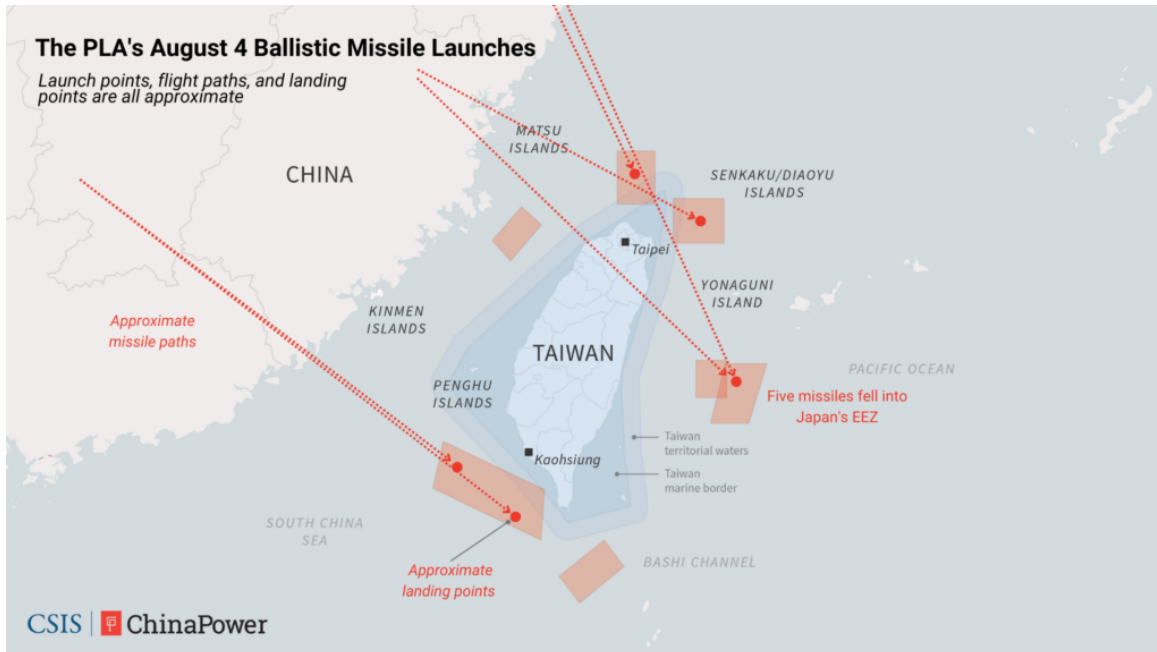 The PLA's August 4 Ballistic Missile Launches
Launch points, flight paths, and landing
points are all approximate
MATSU
ISLANDS
CHINA
SENKAKU/DIAOYU
ISLANDS
Taipei
YONAGUNI
ISLAND
KINMEN
ISLANDS
Approximate
missile paths
TAIWAN
PACIFIC OCEAN
PENGHU
ISLANDS
Five missiles fell into
Japan's EEZ
Taiwan
territorial waters
Kaohsiung
Taiwan
marine border
SOUTH CHINA
SEA
BASHI CHANNEL
Approximate
landing points
CSIS ChinaPower